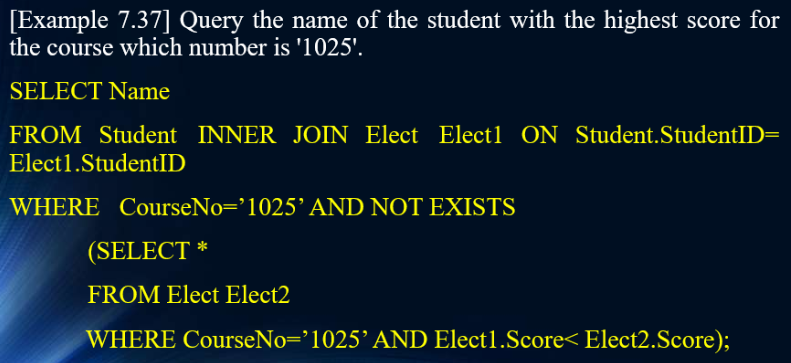 [Example 7.37] Query the name of the student with the highest score for
the course which number is '1025'.
SELECT Name
FROM Student INNER JOIN Elect Elect1 ON Student.StudentID=
Elect1.StudentID
WHERE CourseNo=’1025’ AND NOT EXISTS
(SELECT *
FROM Elect Elect2
WHERE CourseNo=’1025’ AND Elect1.Score< Elect2.Score);